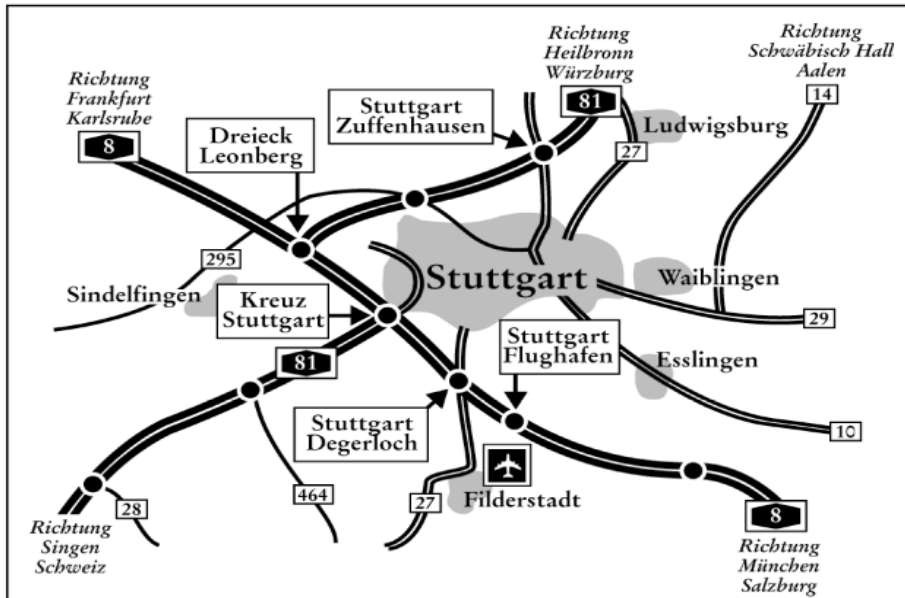 Richtung
Frankfurt
Karlsruhe
8
Dreieck
Leonberg
Stuttgart
Zuffenhausen
Richtung
Heilbronn
Würzburg
81
Richtung
Schwäbisch Hall
Aalen
14
Ludwigsburg
27
295
Sindelfingen
Stuttgart
Waiblingen
29
Kreuz
Stuttgart
Stuttgart
Flughafen
Esslingen
81
Stuttgart
Degerloch
10
464
27
Filderstadt
28
Richtung
Singen
Schweiz
8
Richtung
München
Salzburg